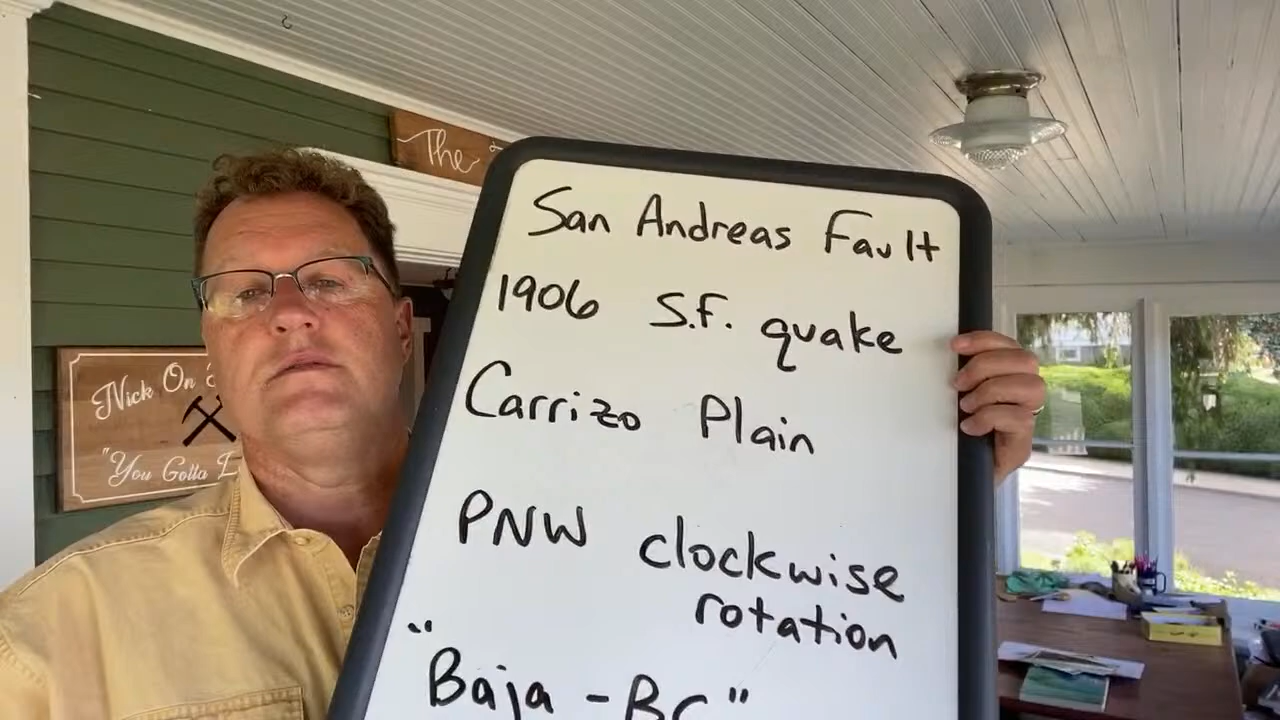 The
San Andreas Fault
1906 S.F. quake
Carrizo Plain
PNW clockwise
rotation
"Baja - BC"
Nick On
"You Gotta